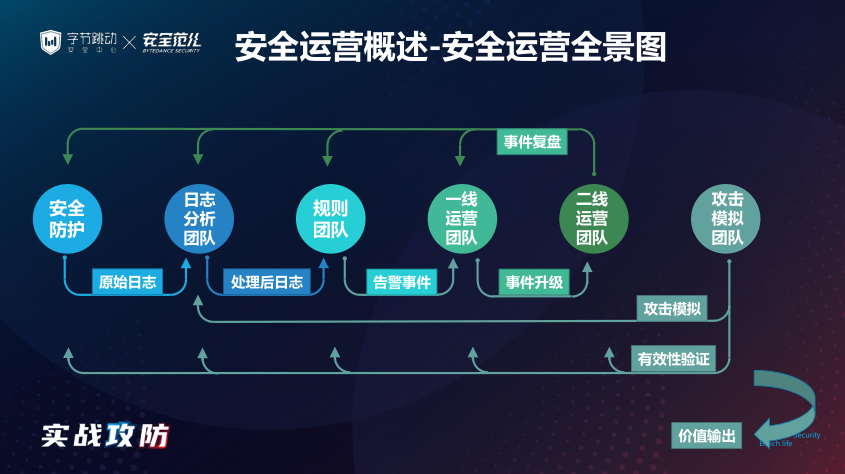 字节跳动
安全中心
安全范儿
BYTEDANCE SECURITY
安全运营概述-安全运营全景图
事件复盘
安全
防护
日志
分析
团队
规则
团队
一线
运营
团队
二线
运营
团队
攻击
模拟
团队
原始日志
处理后日志
告警事件
事件升级
攻击模拟
有效性验证
实战攻防
价值输出
Security
life